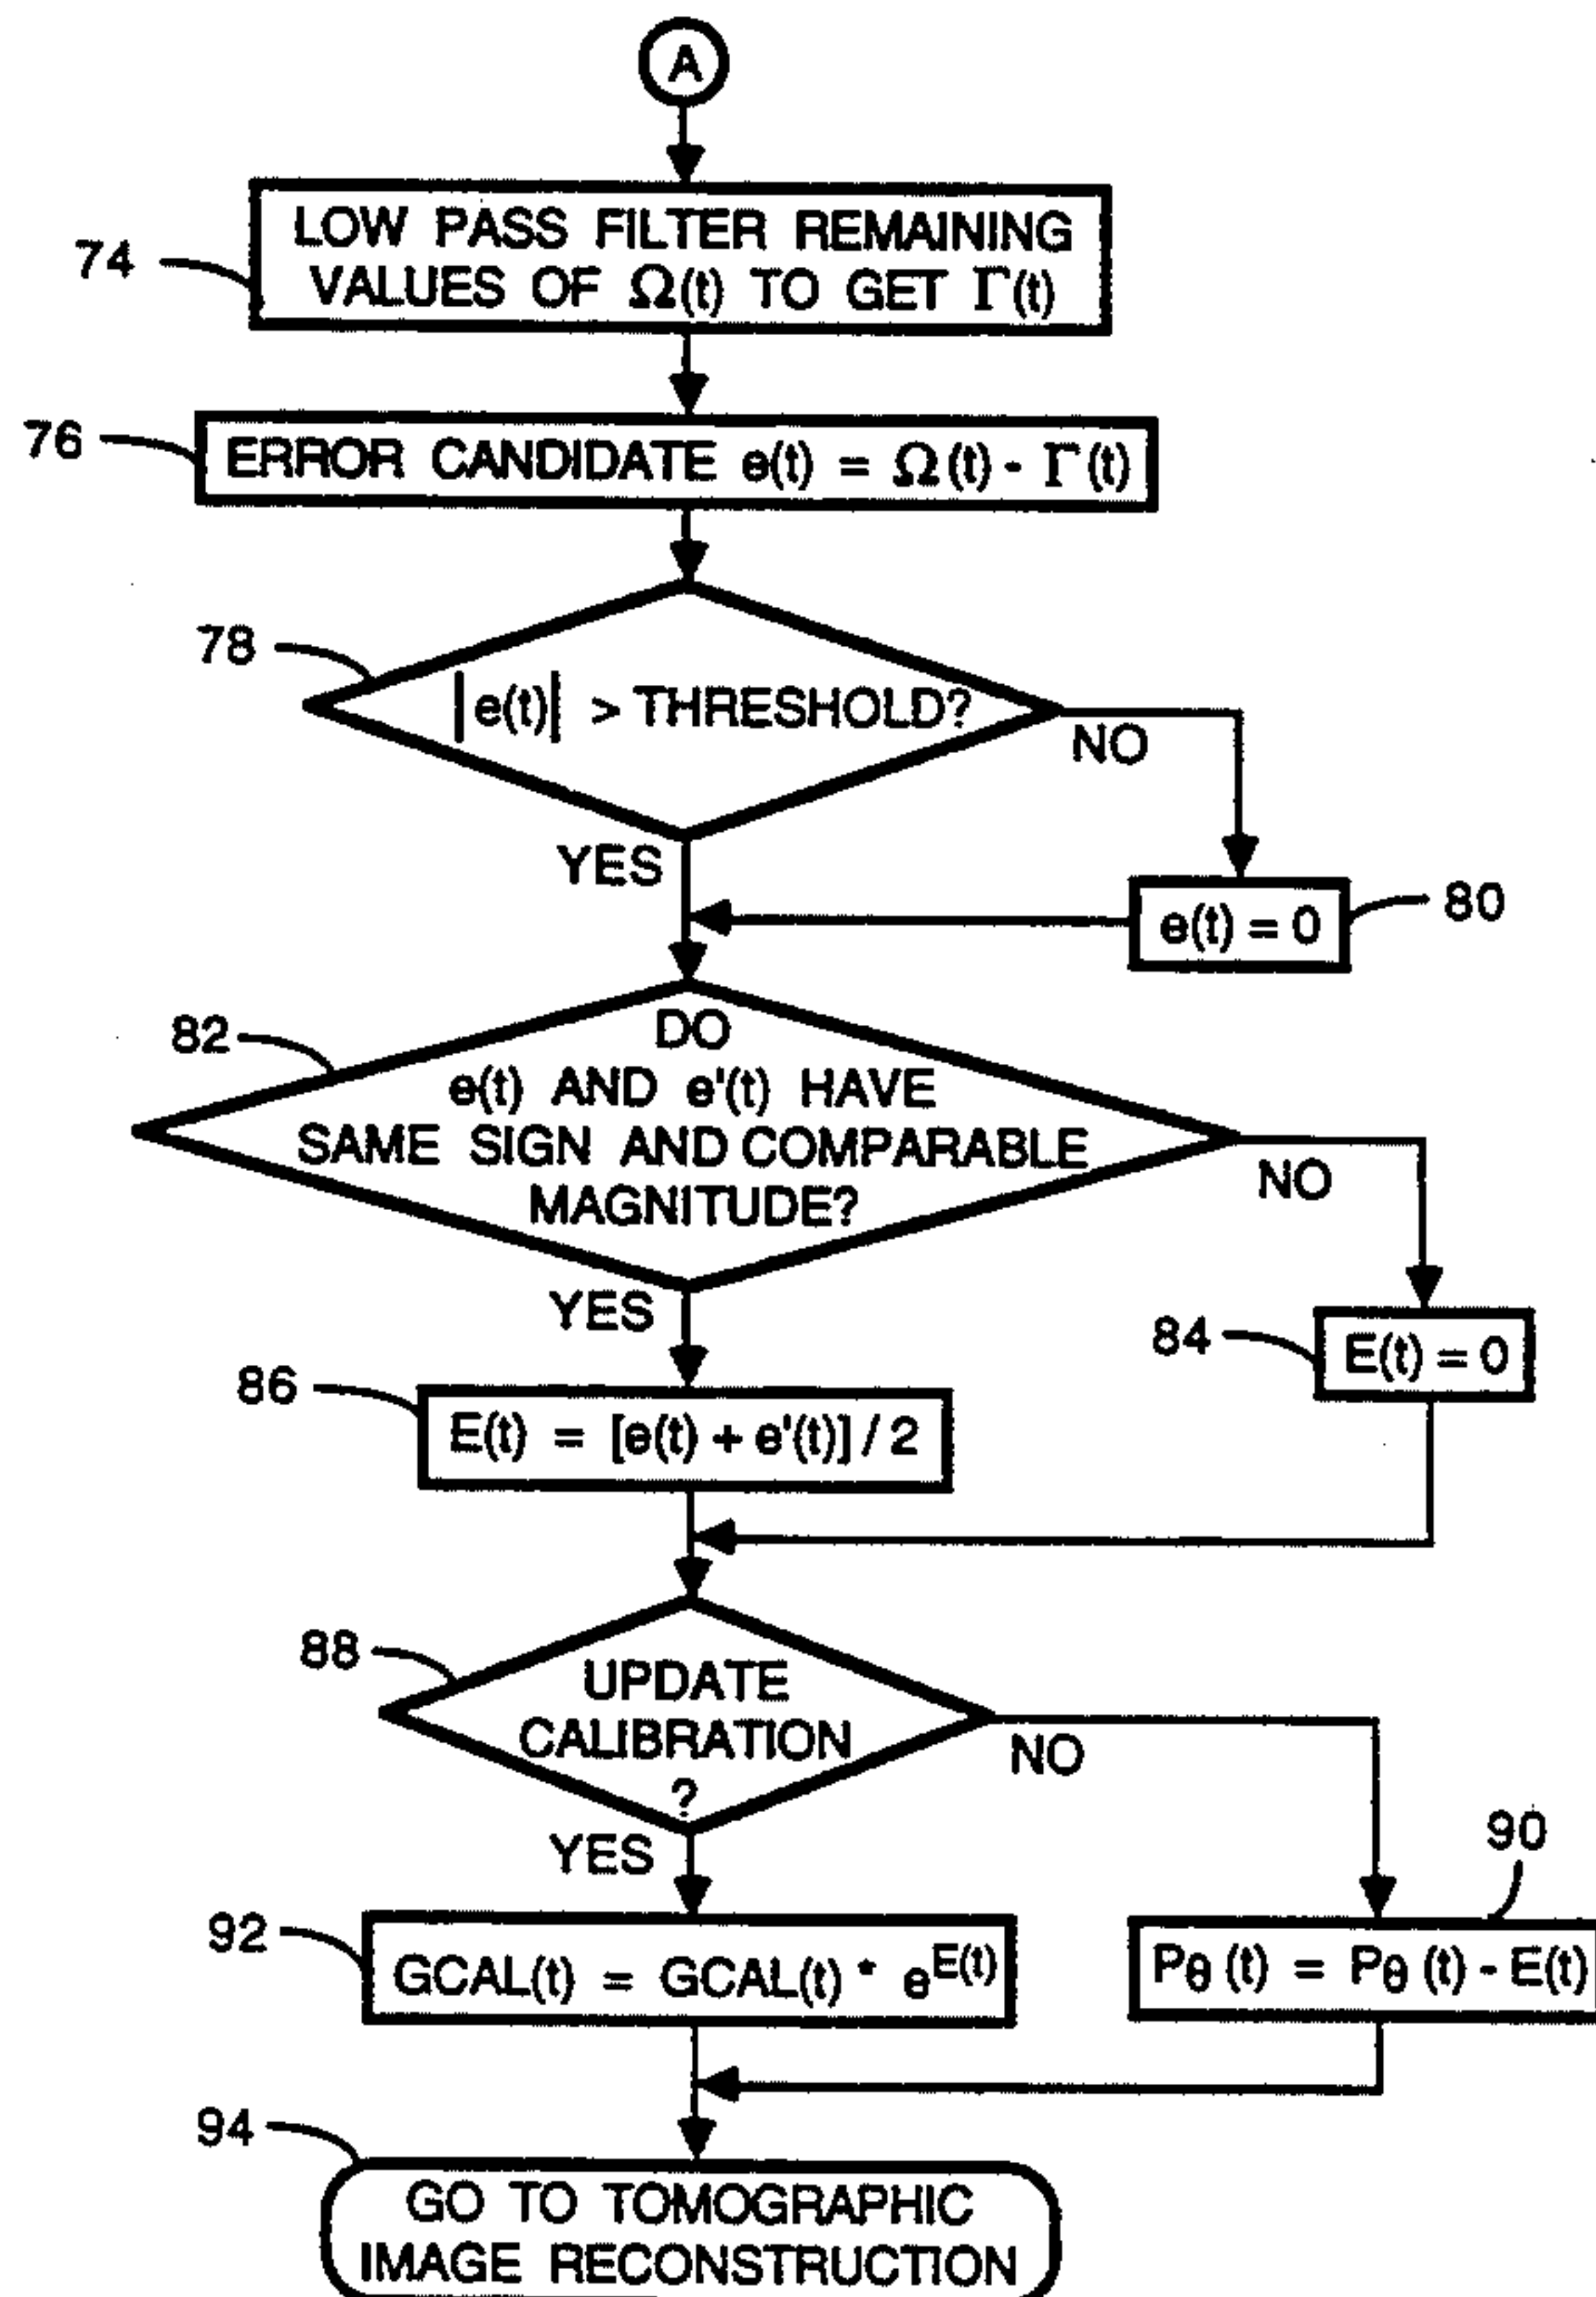 A
74
LOW PASS FILTER REMAINING
VALUES OF Ω(t) TO GET Γ(t)
76
ERROR CANDIDATE e(t) = Ω(t) - Γ(t)
78
|e(t)| > THRESHOLD?
NO
YES
e(t) = 0
80
82
DO
e(t) AND e'(t) HAVE
SAME SIGN AND COMPARABLE
MAGNITUDE?
NO
YES
84
E(t) = 0
86
E(t) = [e(t) + e'(t)] / 2
88
UPDATE
CALIBRATION
?
NO
YES
90
92
GCAL(t) = GCAL(t) * e^E(t)
Pθ (t) = Pθ (t) - E(t)
94
GO TO TOMOGRAPHIC
IMAGE RECONSTRUCTION